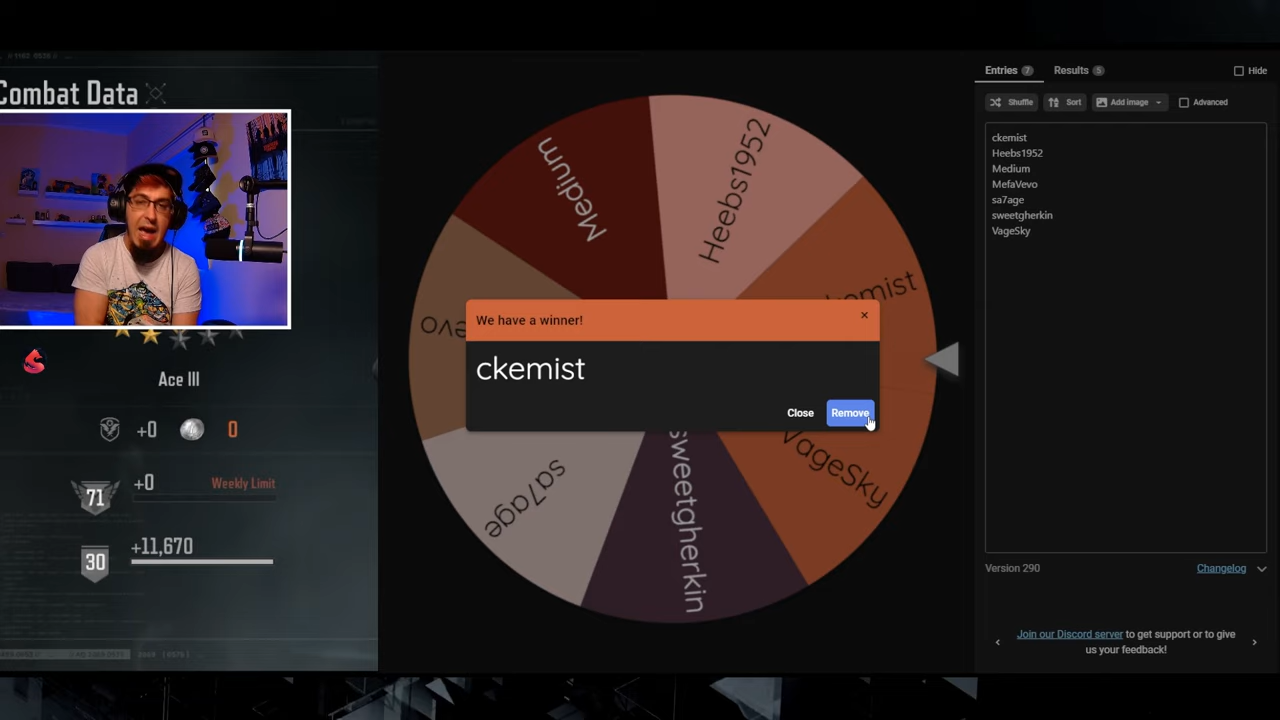 Combat Data
Ace III
+0
0
71
+0
Weekly Limit
30
+11,670
Medium
Heebs1952
VageSky
sweetgherkin
sa7age
We have a winner!
×
ckemist
Close
Remove
Entries 7
Results 5
Hide
Shuffle
Sort
Add image
Advanced
ckemist
Heebs1952
Medium
MefaVevo
sa7age
sweetgherkin
VageSky
Version 290
Changelog
Join our Discord server to get support or to give
us your feedback!